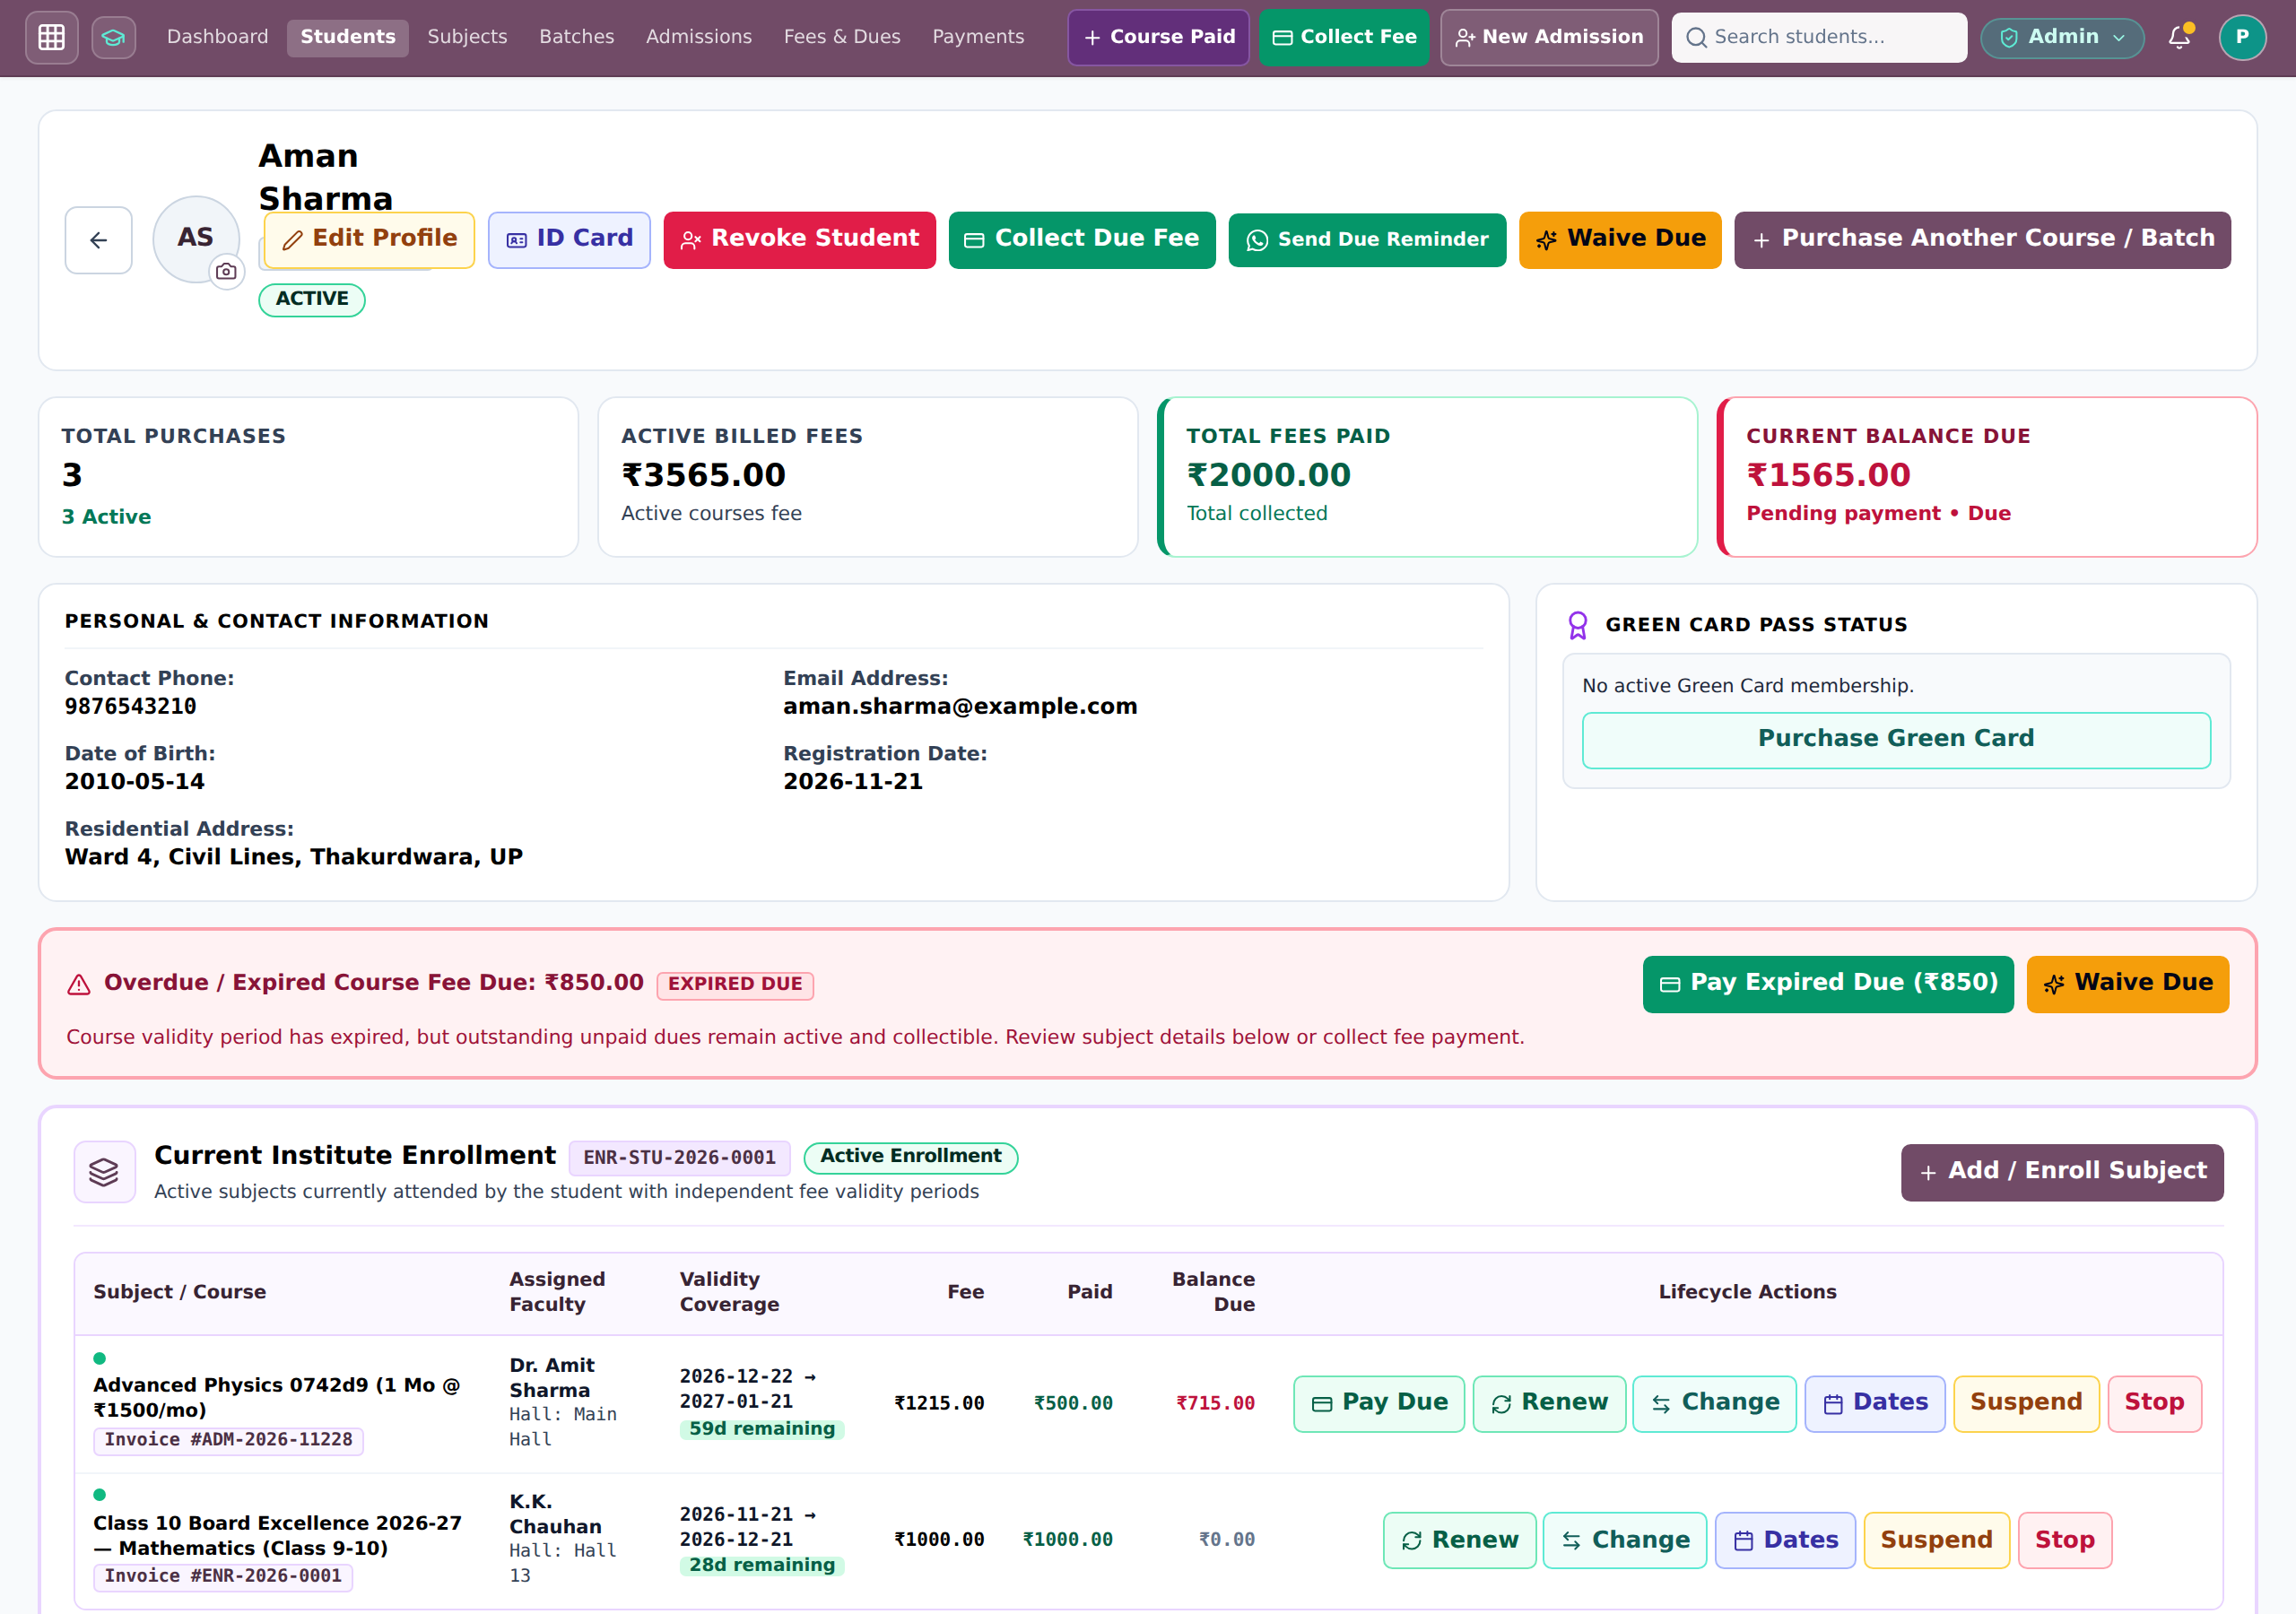 Dashboard Students Subjects Batches Admissions Fees & Dues Payments + Course Paid Collect Fee New Admission Search students... Admin P
Aman
Sharma
AS
Edit Profile ID Card Revoke Student Collect Due Fee Send Due Reminder Waive Due + Purchase Another Course / Batch
ACTIVE
TOTAL PURCHASES
3
3 Active
ACTIVE BILLED FEES
₹3565.00
Active courses fee
TOTAL FEES PAID
₹2000.00
Total collected
CURRENT BALANCE DUE
₹1565.00
Pending payment • Due
PERSONAL & CONTACT INFORMATION
Contact Phone:
9876543210
Email Address:
aman.sharma@example.com
Date of Birth:
2010-05-14
Registration Date:
2026-11-21
Residential Address:
Ward 4, Civil Lines, Thakurdwara, UP
GREEN CARD PASS STATUS
No active Green Card membership.
Purchase Green Card
Overdue / Expired Course Fee Due: ₹850.00 EXPIRED DUE
Pay Expired Due (₹850) Waive Due
Course validity period has expired, but outstanding unpaid dues remain active and collectible. Review subject details below or collect fee payment.
Current Institute Enrollment ENR-STU-2026-0001 Active Enrollment
Active subjects currently attended by the student with independent fee validity periods
+ Add / Enroll Subject
Subject / Course
Assigned
Faculty
Validity
Coverage
Fee
Paid
Balance
Due
Lifecycle Actions
Advanced Physics 0742d9 (1 Mo @
₹1500/mo)
Invoice #ADM-2026-11228
Dr. Amit
Sharma
Hall: Main
Hall
2026-12-22 →
2027-01-21
59d remaining
₹1215.00
₹500.00
₹715.00
Pay Due Renew Change Dates Suspend Stop
Class 10 Board Excellence 2026-27
— Mathematics (Class 9-10)
Invoice #ENR-2026-0001
K.K.
Chauhan
Hall: Hall
13
2026-11-21 →
2026-12-21
28d remaining
₹1000.00
₹1000.00
₹0.00
Renew Change Dates Suspend Stop